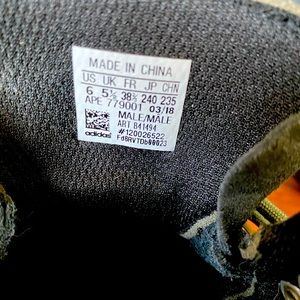 MADE IN CHINA
US UK FR JP CHN
6 5½ 38⅔ 240 235
APE 779001 03/18
MALE/MALE
ART B41494
#120026522
adidas